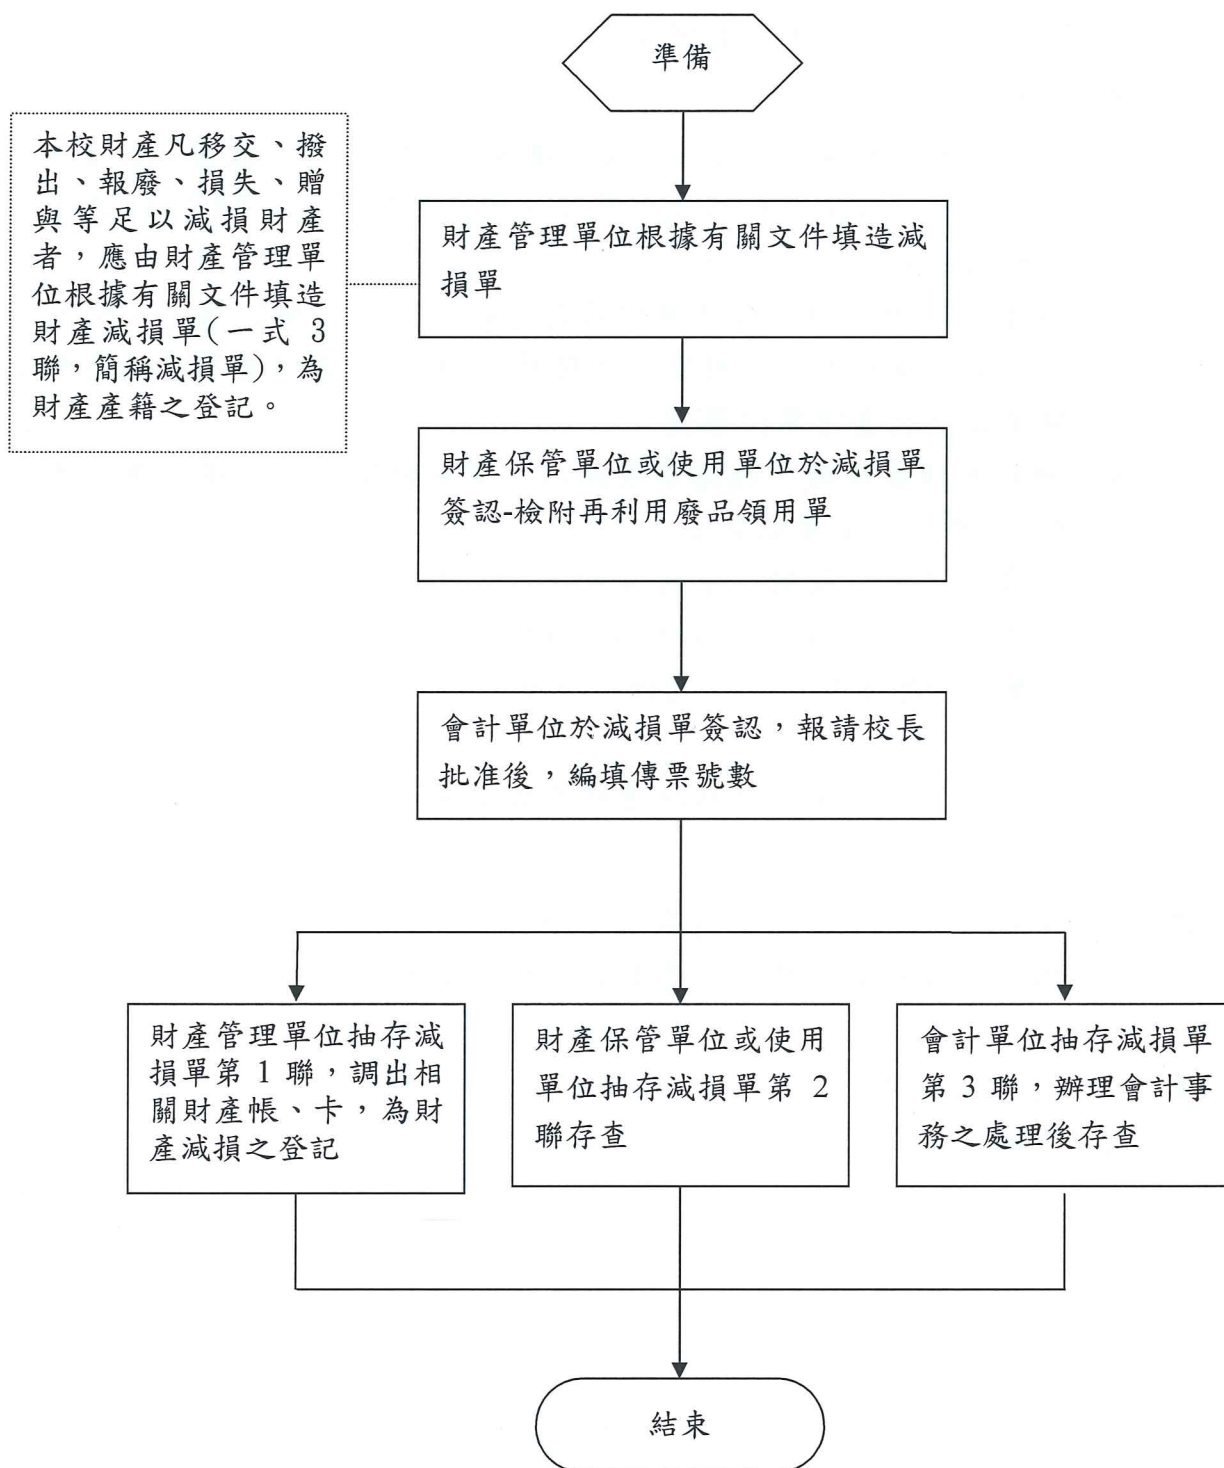 準備
本校財產凡移交、撥
出、報廢、損失、贈
與等足以減損財產
者，應由財產管理單
位根據有關文件填造
財產減損單(一式 3
聯，簡稱減損單)，為
財產產籍之登記。
財產管理單位根據有關文件填造減
損單
財產保管單位或使用單位於減損單
簽認-檢附再利用廢品領用單
會計單位於減損單簽認，報請校長
批准後，編填傳票號數
財產管理單位抽存減
損單第 1 聯，調出相
關財產帳、卡，為財
產減損之登記
財產保管單位或使用
單位抽存減損單第 2
聯存查
會計單位抽存減損單
第 3 聯，辦理會計事
務之處理後存查
結束